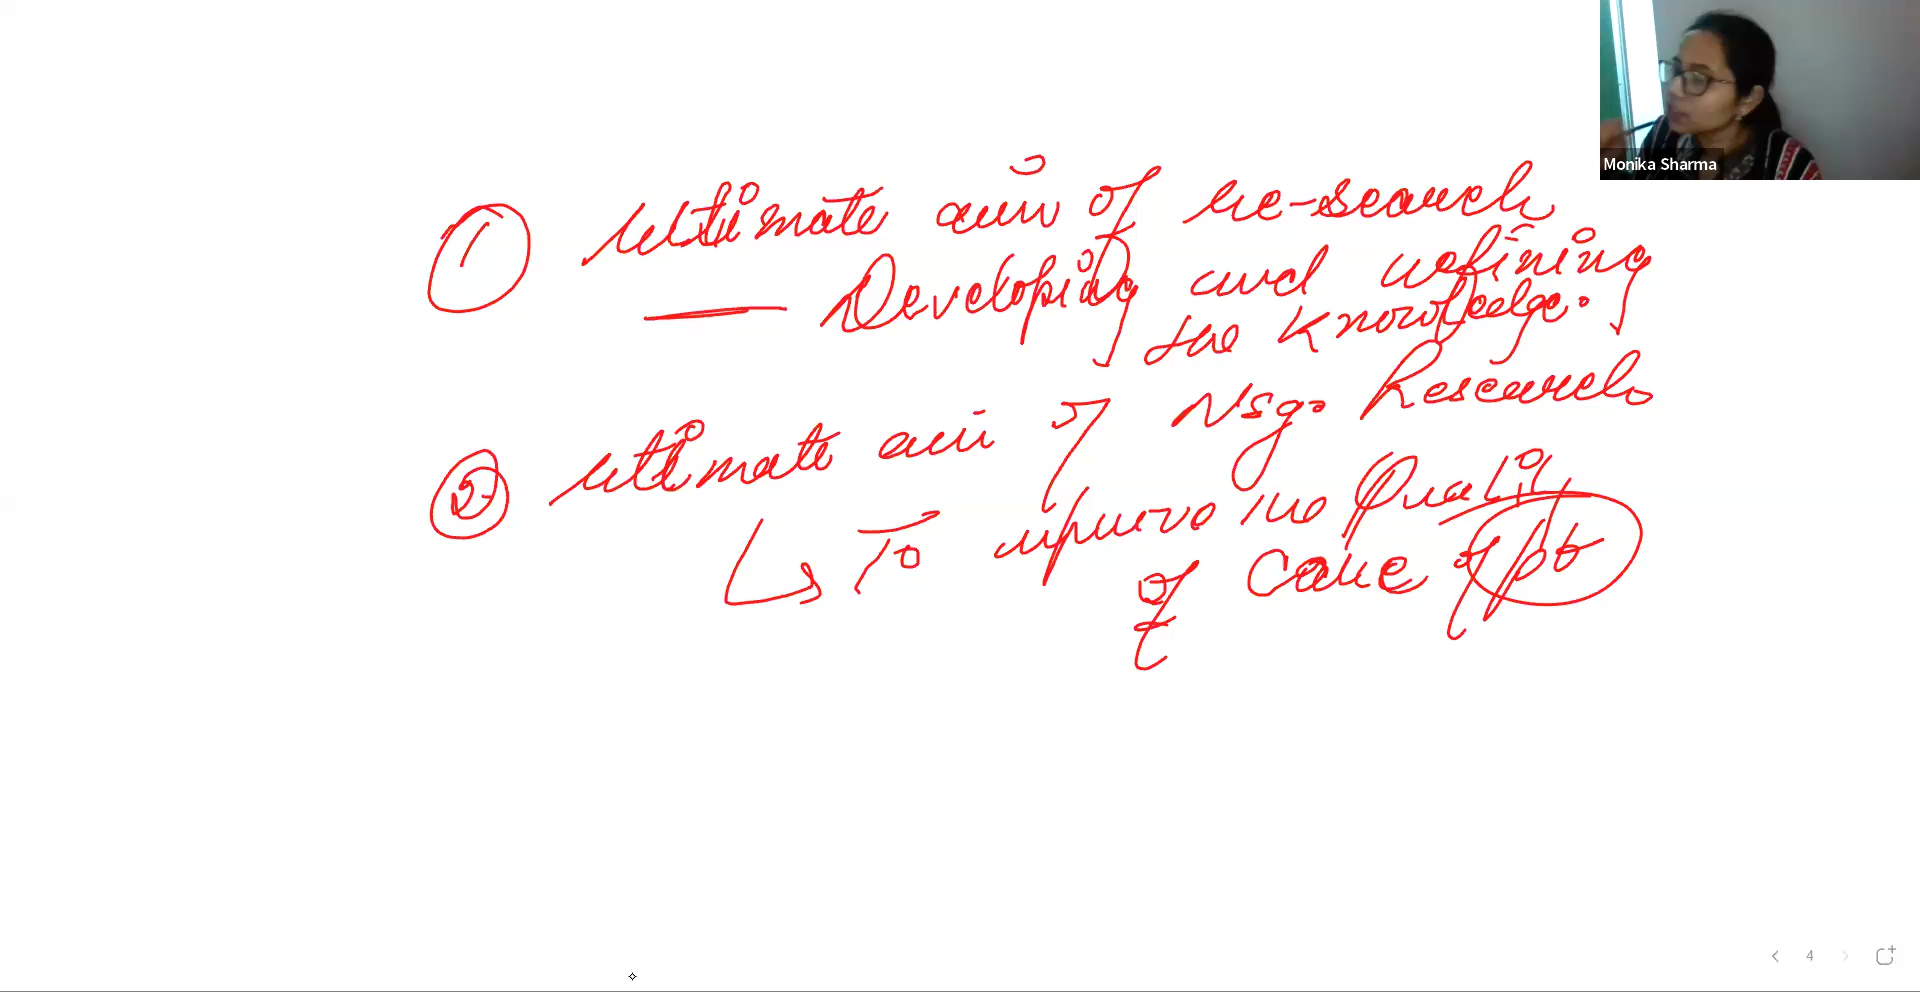 Monika Sharma
① Ultimate aim of re-search
— Developing and refining
the knowledge.
② Ultimate aim of Nsg. Research
↳ To improve the Quality
of care of pt
4